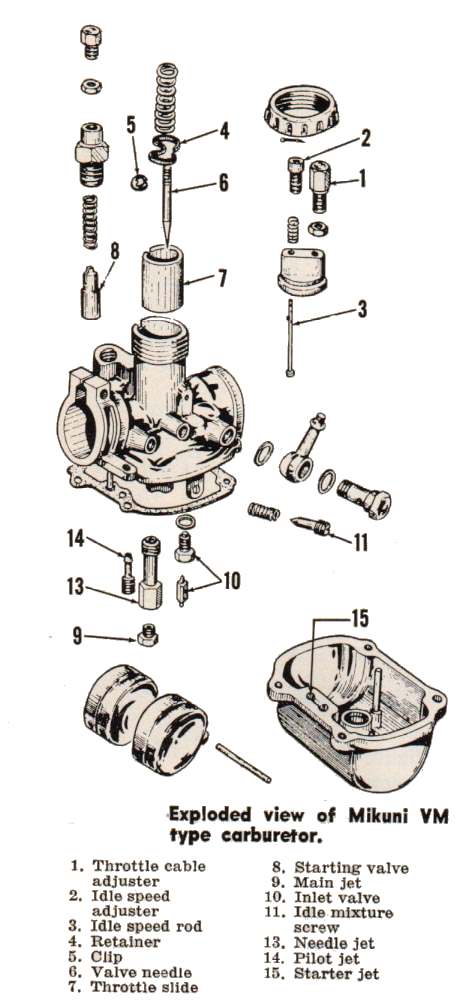 5
4
2
1
6
8
7
3
14
11
10
13
9
15
Exploded view of Mikuni VM
type carburetor.
1. Throttle cable
adjuster
2. Idle speed
adjuster
3. Idle speed rod
4. Retainer
5. Clip
6. Valve needle
7. Throttle slide
8. Starting valve
9. Main jet
10. Inlet valve
11. Idle mixture
screw
13. Needle jet
14. Pilot jet
15. Starter jet